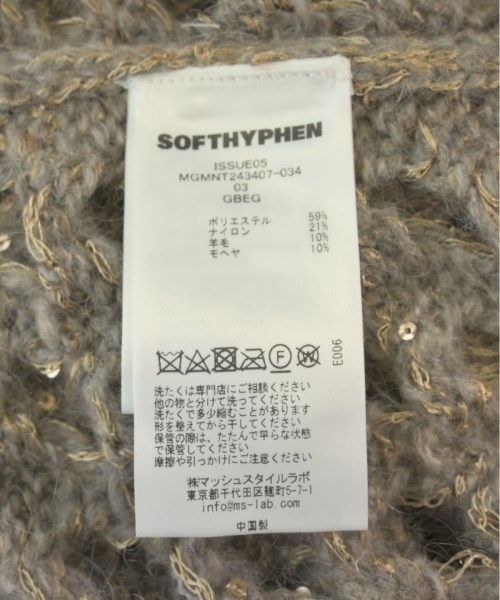 SOFTHYPHEN
ISSUE05
MGMNT243407-034
03
GBEG
ポリエステル 59%
ナイロン 21%
羊毛 10%
モヘヤ 10%
F W
E006
洗たくは専門店にご相談ください
他の物と分けて洗ってください
洗たくで多少縮むことがあります
形を整えてから干してください
保管の際は、たたんで平らな状態
で保管してください
摩擦や引っかけにご注意ください
㈱マッシュスタイルラボ
東京都千代田区麹町5-7-1
info@ms-lab.com
中国製